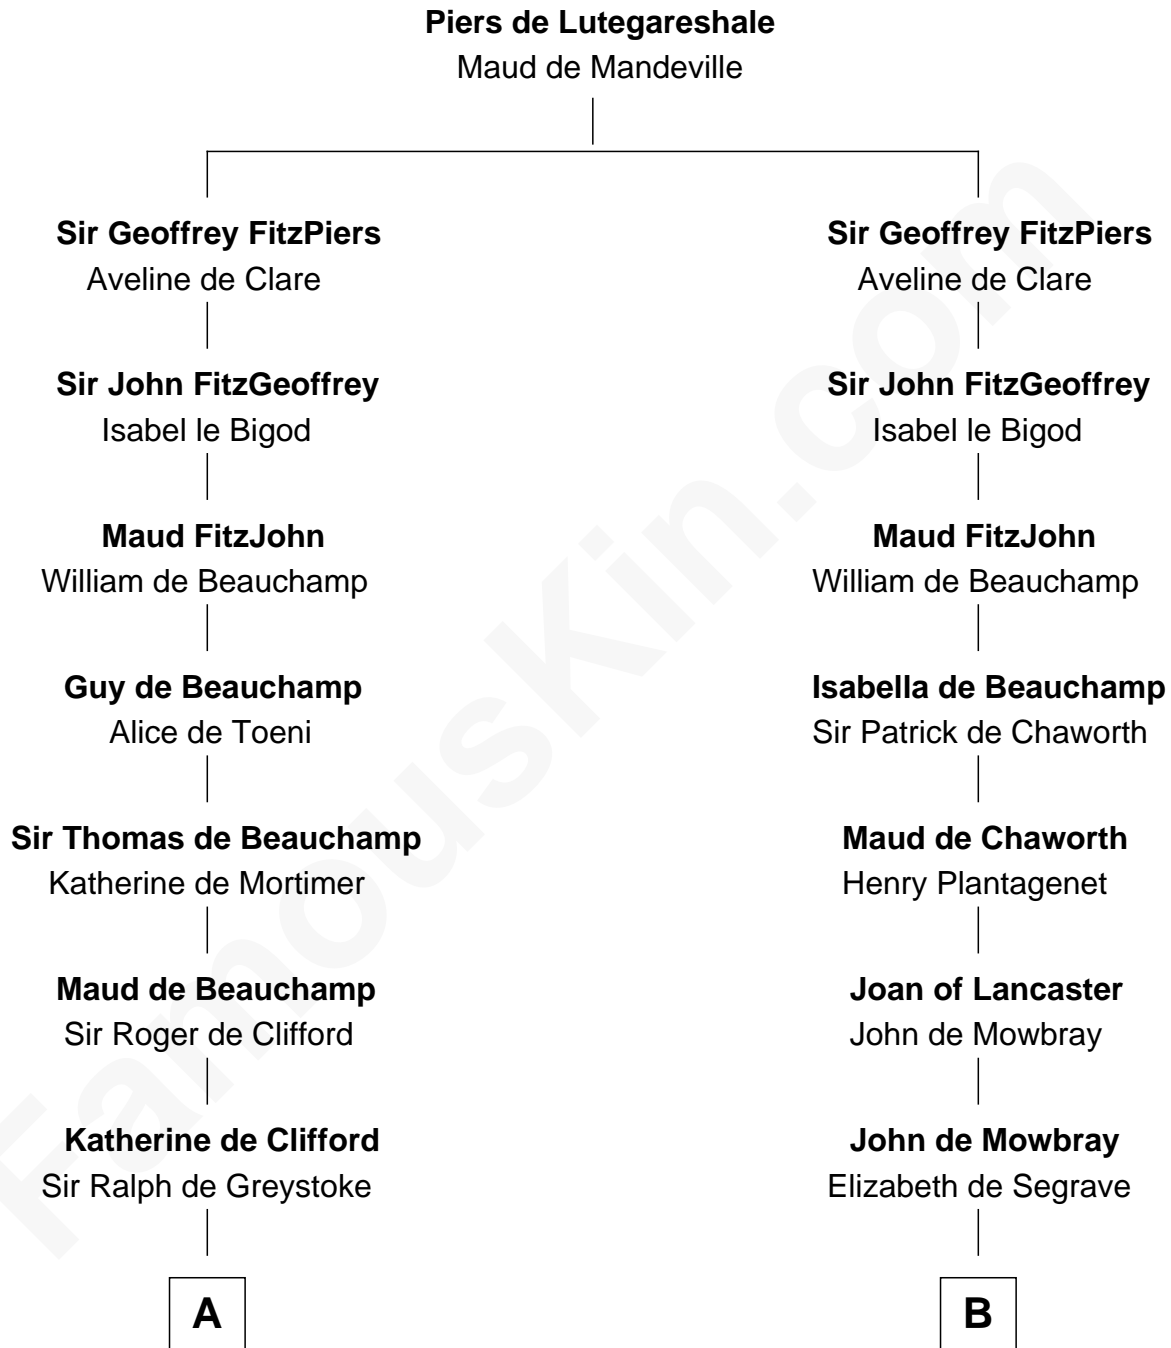 Piers de Lutegareshale
Maud de Mandeville
Sir Geoffrey FitzPiers
Aveline de Clare
Sir John FitzGeoffrey
Isabel le Bigod
Maud FitzJohn
William de Beauchamp
Guy de Beauchamp
Alice de Toeni
Sir Thomas de Beauchamp
Katherine de Mortimer
Maud de Beauchamp
Sir Roger de Clifford
Katherine de Clifford
Sir Ralph de Greystoke
A
Sir Geoffrey FitzPiers
Aveline de Clare
Sir John FitzGeoffrey
Isabel le Bigod
Maud FitzJohn
William de Beauchamp
Isabella de Beauchamp
Sir Patrick de Chaworth
Maud de Chaworth
Henry Plantagenet
Joan of Lancaster
John de Mowbray
John de Mowbray
Elizabeth de Segrave
B
FamousKin.com